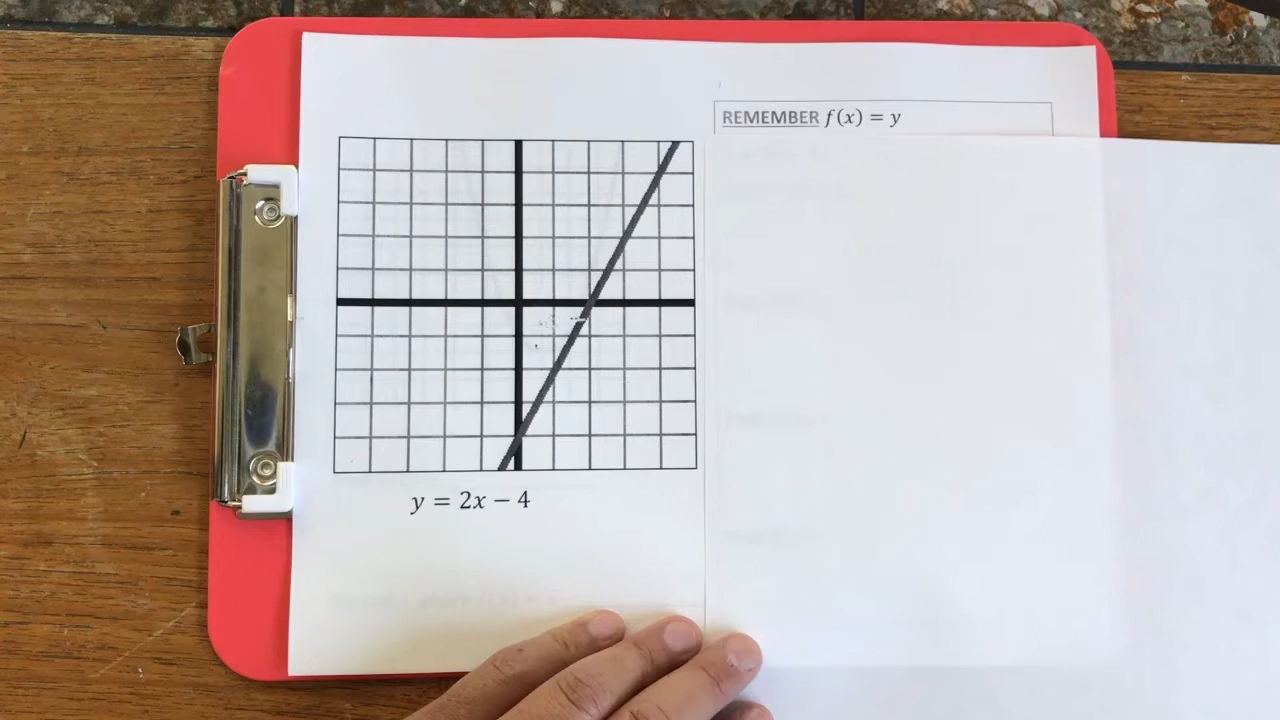 REMEMBER f(x) = y
y = 2x − 4